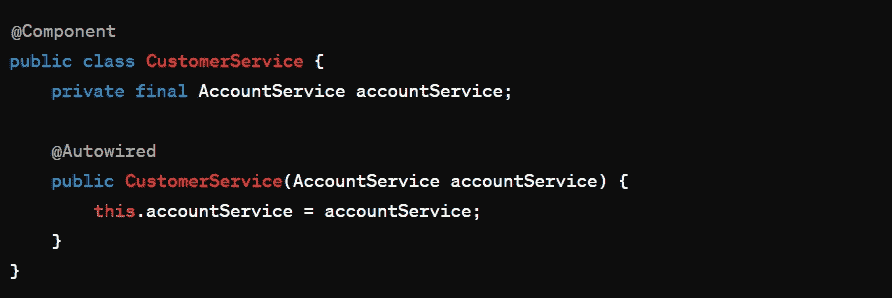 @Component
public class CustomerService {
    private final AccountService accountService;

    @Autowired
    public CustomerService(AccountService accountService) {
        this.accountService = accountService;
    }
}